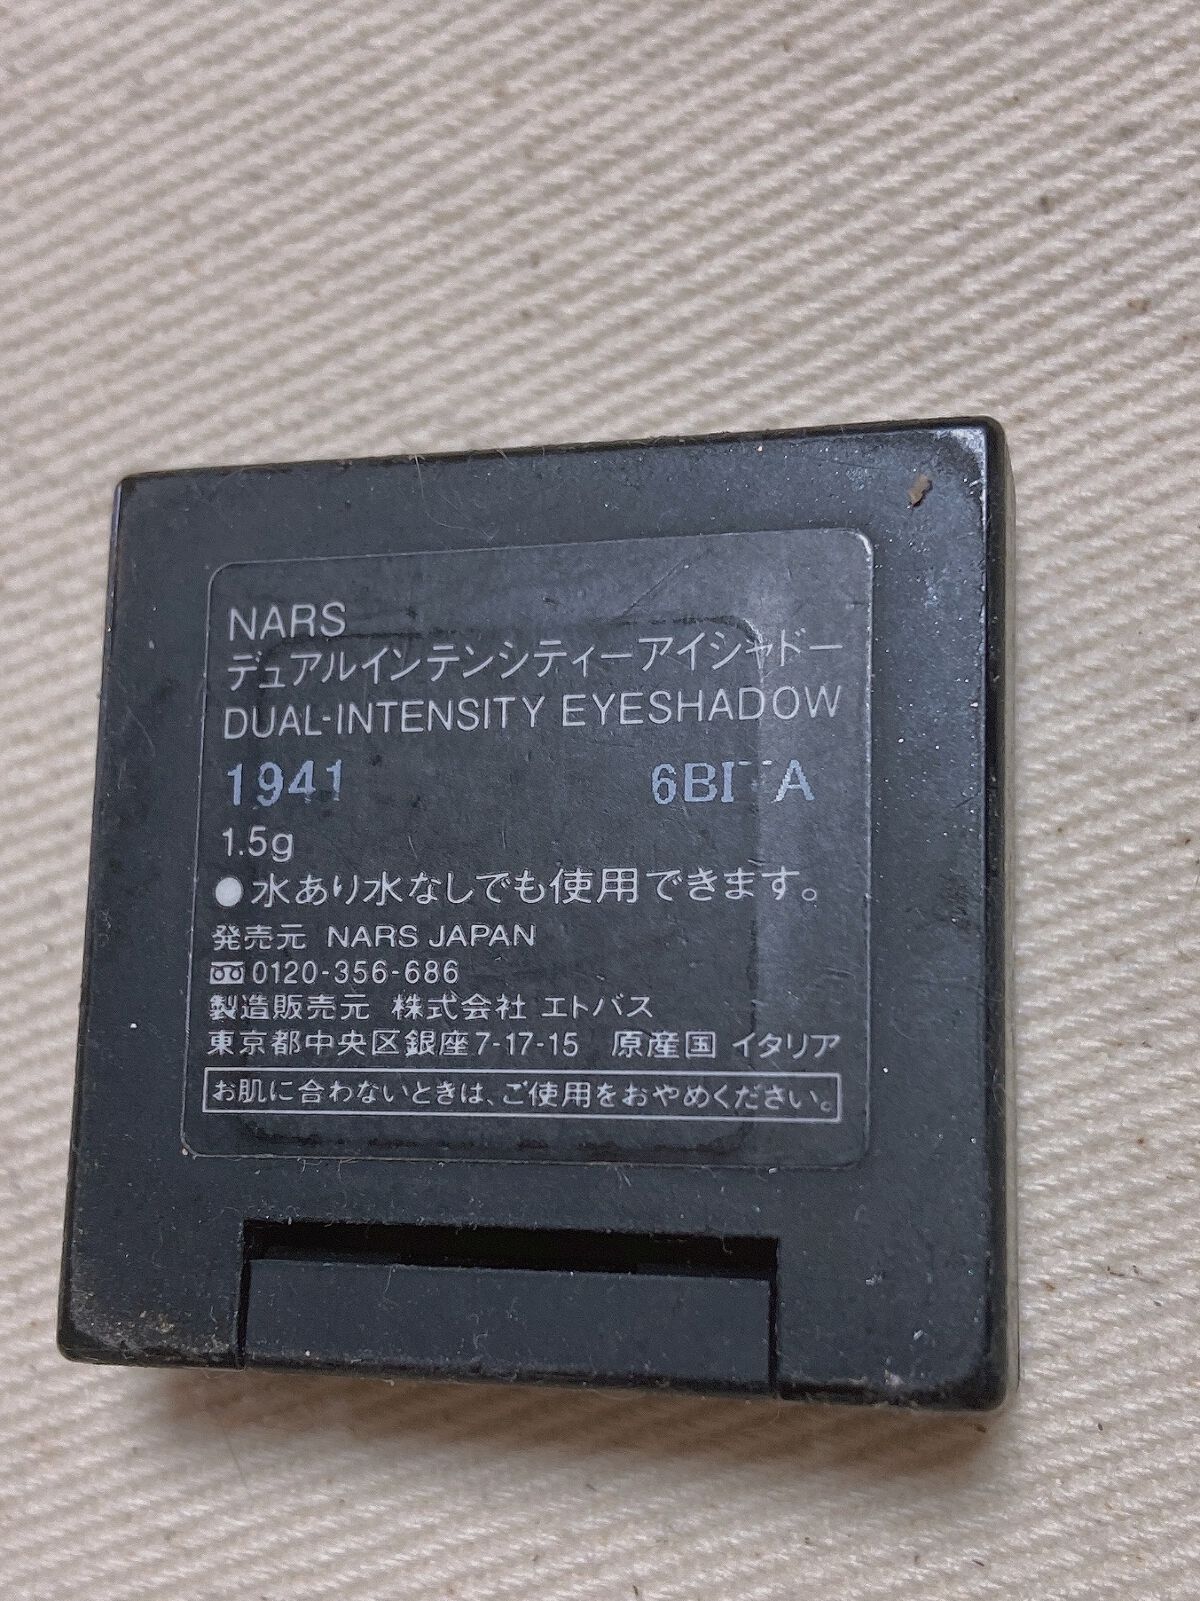 NARS
デュアルインテンシティーアイシャドー
DUAL-INTENSITY EYESHADOW
1941
1.5g
●水あり水なしでも使用できます。
発売元 NARS JAPAN
0120-356-686
製造販売元 株式会社 エトバス
東京都中央区銀座7-17-15 原産国 イタリア
お肌に合わないときは、ご使用をおやめください。